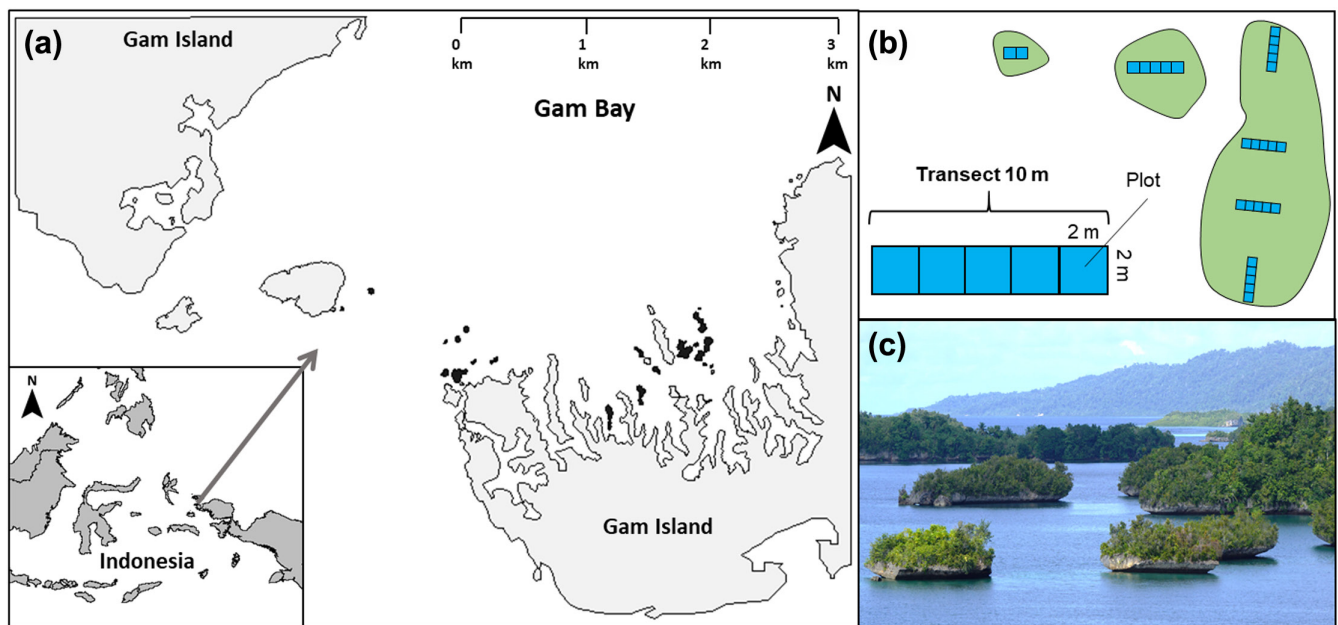 (a)
Gam Island
0
km
1
km
2
km
3
km
Gam Bay
N
Gam Island
N
Indonesia
(b)
Transect 10 m
Plot
2 m
2 m
(c)